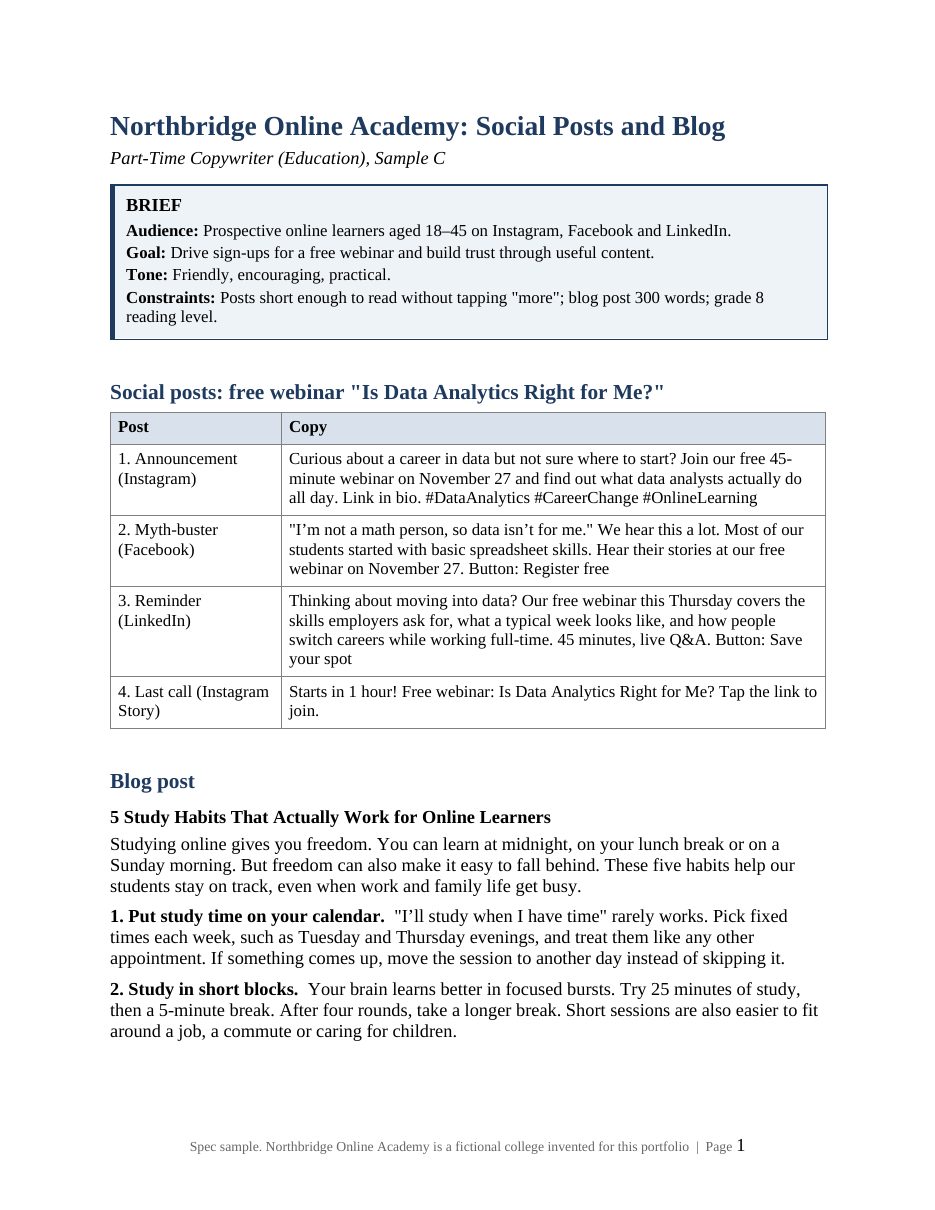 Northbridge Online Academy: Social Posts and Blog
Part-Time Copywriter (Education), Sample C
BRIEF
Audience: Prospective online learners aged 18–45 on Instagram, Facebook and LinkedIn.
Goal: Drive sign-ups for a free webinar and build trust through useful content.
Tone: Friendly, encouraging, practical.
Constraints: Posts short enough to read without tapping "more"; blog post 300 words; grade 8
reading level.
Social posts: free webinar "Is Data Analytics Right for Me?"
Post
Copy
1. Announcement
(Instagram)
Curious about a career in data but not sure where to start? Join our free 45-
minute webinar on November 27 and find out what data analysts actually do
all day. Link in bio. #DataAnalytics #CareerChange #OnlineLearning
2. Myth-buster
(Facebook)
"I’m not a math person, so data isn’t for me." We hear this a lot. Most of our
students started with basic spreadsheet skills. Hear their stories at our free
webinar on November 27. Button: Register free
3. Reminder
(LinkedIn)
Thinking about moving into data? Our free webinar this Thursday covers the
skills employers ask for, what a typical week looks like, and how people
switch careers while working full-time. 45 minutes, live Q&A. Button: Save
your spot
4. Last call (Instagram
Story)
Starts in 1 hour! Free webinar: Is Data Analytics Right for Me? Tap the link to
join.
Blog post
5 Study Habits That Actually Work for Online Learners
Studying online gives you freedom. You can learn at midnight, on your lunch break or on a
Sunday morning. But freedom can also make it easy to fall behind. These five habits help our
students stay on track, even when work and family life get busy.
1. Put study time on your calendar. "I’ll study when I have time" rarely works. Pick fixed
times each week, such as Tuesday and Thursday evenings, and treat them like any other
appointment. If something comes up, move the session to another day instead of skipping it.
2. Study in short blocks. Your brain learns better in focused bursts. Try 25 minutes of study,
then a 5-minute break. After four rounds, take a longer break. Short sessions are also easier to fit
around a job, a commute or caring for children.
Spec sample. Northbridge Online Academy is a fictional college invented for this portfolio | Page 1